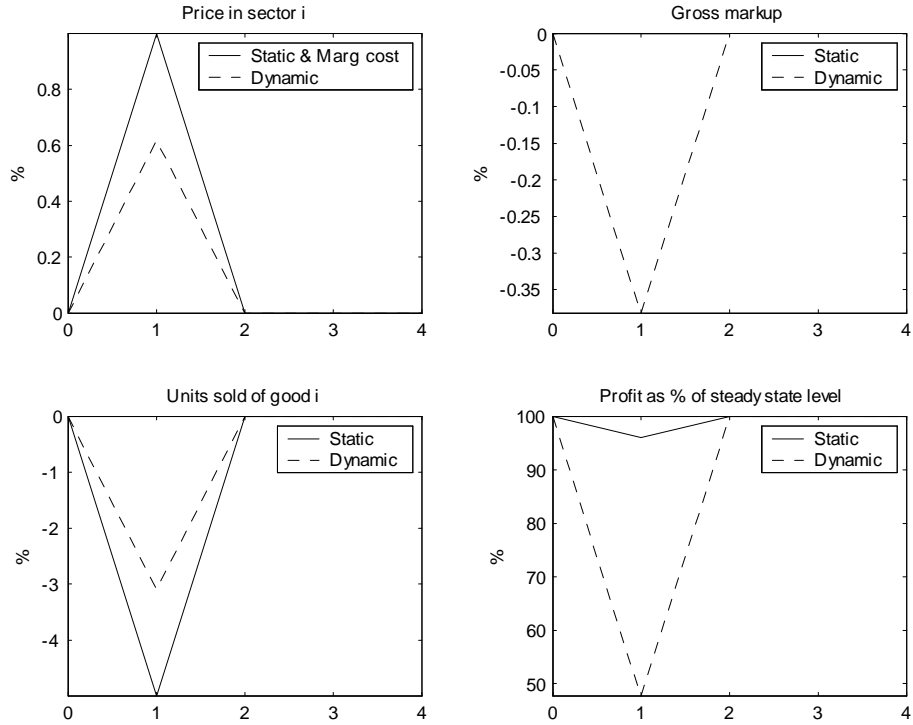 Price in sector i
Static & Marg cost
Dynamic
%
0.8
0.6
0.4
0.2
0
0 1 2 3 4
Gross markup
Static
Dynamic
%
0
-0.05
-0.1
-0.15
-0.2
-0.25
-0.3
-0.35
0 1 2 3 4
Units sold of good i
Static
Dynamic
%
0
-1
-2
-3
-4
0 1 2 3 4
Profit as % of steady state level
Static
Dynamic
%
100
90
80
70
60
50
0 1 2 3 4